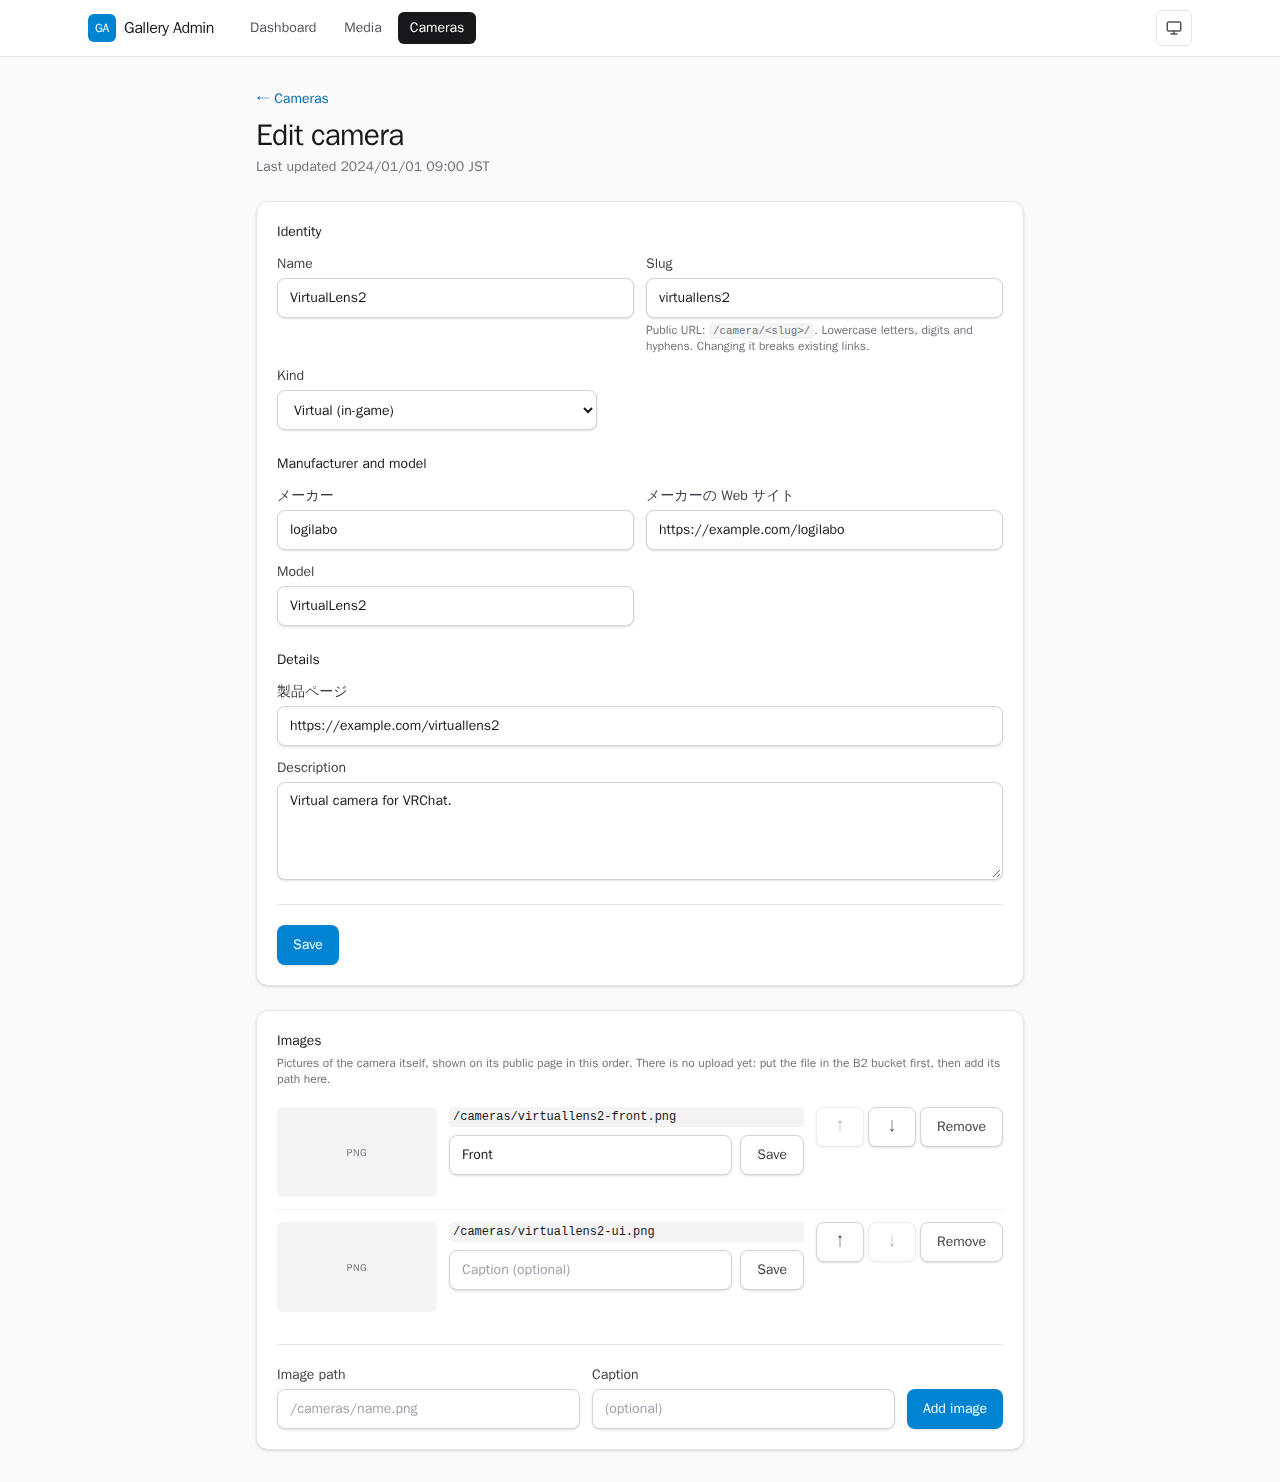 GA Gallery Admin Dashboard Media Cameras
← Cameras
Edit camera
Last updated 2024/01/01 09:00 JST
Identity
Name
VirtualLens2
Slug
virtuallens2
Public URL: /camera/<slug>/. Lowercase letters, digits and
hyphens. Changing it breaks existing links.
Kind
Virtual (in-game)
Manufacturer and model
メーカー
logilabo
メーカーの Web サイト
https://example.com/logilabo
Model
VirtualLens2
Details
製品ページ
https://example.com/virtuallens2
Description
Virtual camera for VRChat.
Save
Images
Pictures of the camera itself, shown on its public page in this order. There is no upload yet: put the file in the B2 bucket first, then add its
path here.
PNG
/cameras/virtuallens2-front.png
Front
Save
↑ ↓ Remove
PNG
/cameras/virtuallens2-ui.png
Caption (optional)
Save
↑ ↓ Remove
Image path
/cameras/name.png
Caption
(optional)
Add image